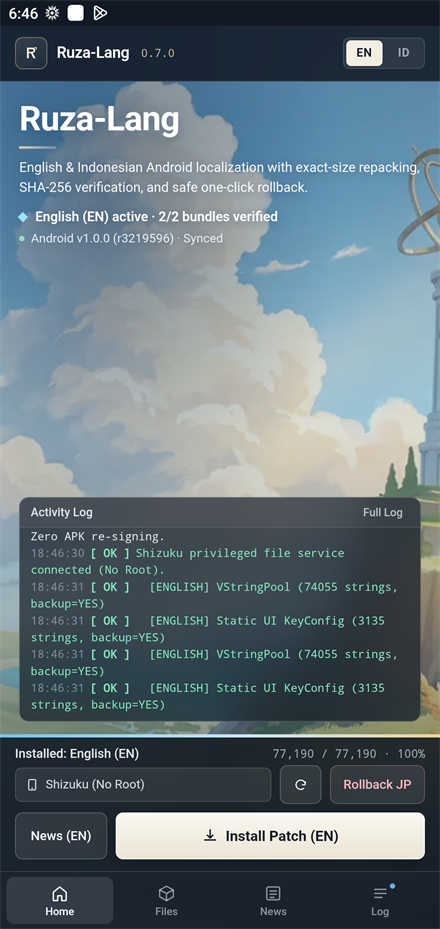 6:46
R
Ruza-Lang 0.7.0
EN ID
Ruza-Lang
English & Indonesian Android localization with exact-size repacking,
SHA-256 verification, and safe one-click rollback.
English (EN) active · 2/2 bundles verified
Android v1.0.0 (r3219596) · Synced
Activity Log Full Log
Zero APK re-signing.
18:46:30 [ OK ] Shizuku privileged file service
connected (No Root).
18:46:31 [ OK ] [ENGLISH] VStringPool (74055 strings,
backup=YES)
18:46:31 [ OK ] [ENGLISH] Static UI KeyConfig (3135
strings, backup=YES)
18:46:31 [ OK ] [ENGLISH] VStringPool (74055 strings,
backup=YES)
18:46:31 [ OK ] [ENGLISH] Static UI KeyConfig (3135
strings, backup=YES)
Installed: English (EN) 77,190 / 77,190 · 100%
Shizuku (No Root) Rollback JP
News (EN) Install Patch (EN)
Home Files News Log